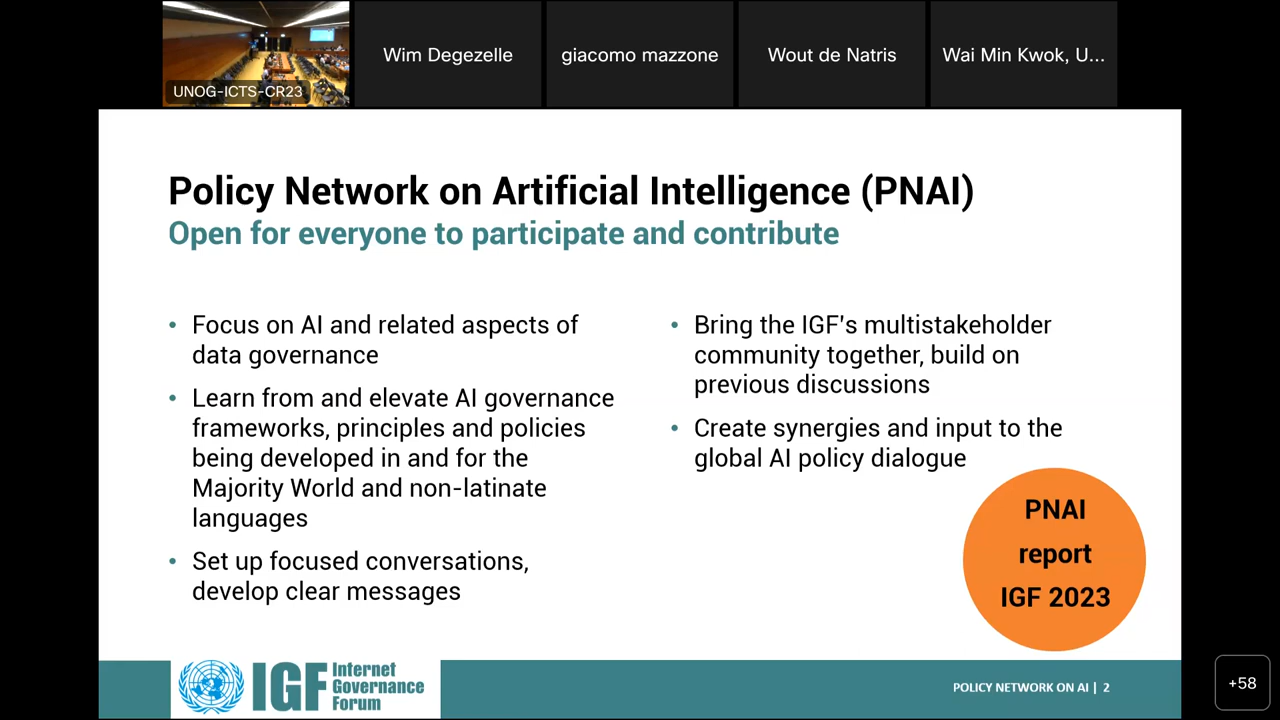 UNOG-ICTS-CR23
Wim Degezelle
giacomo mazzone
Wout de Natris
Wai Min Kwok, U...
Policy Network on Artificial Intelligence (PNAI)
Open for everyone to participate and contribute
• Focus on AI and related aspects of
data governance
• Learn from and elevate AI governance
frameworks, principles and policies
being developed in and for the
Majority World and non-latinate
languages
• Set up focused conversations,
develop clear messages
• Bring the IGF's multistakeholder
community together, build on
previous discussions
• Create synergies and input to the
global AI policy dialogue
PNAI
report
IGF 2023
IGF
Internet
Governance
Forum
POLICY NETWORK ON AI | 2
+58